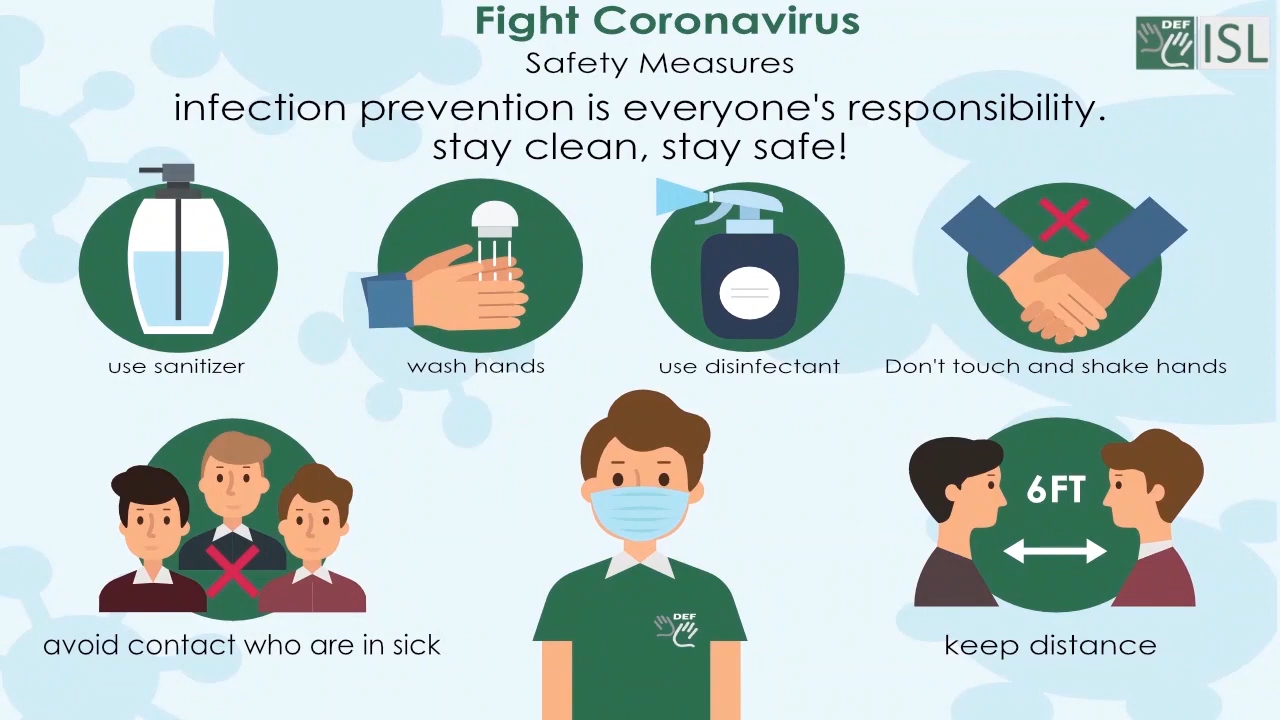 Fight Coronavirus
DEF
ISL
Safety Measures
infection prevention is everyone's responsibility.
stay clean, stay safe!
use sanitizer
wash hands
use disinfectant
Don't touch and shake hands
6FT
DEF
avoid contact who are in sick
keep distance